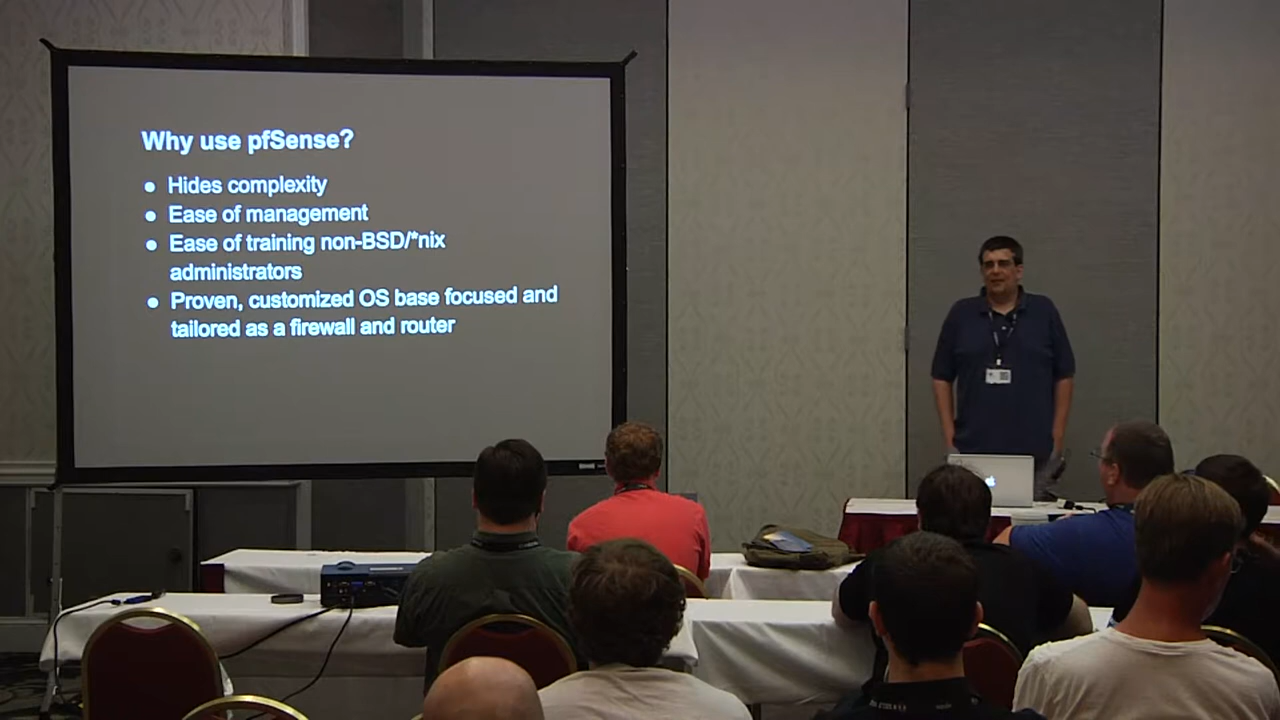 Why use pfSense?
● Hides complexity
● Ease of management
● Ease of training non-BSD/*nix
administrators
● Proven, customized OS base focused and
tailored as a firewall and router